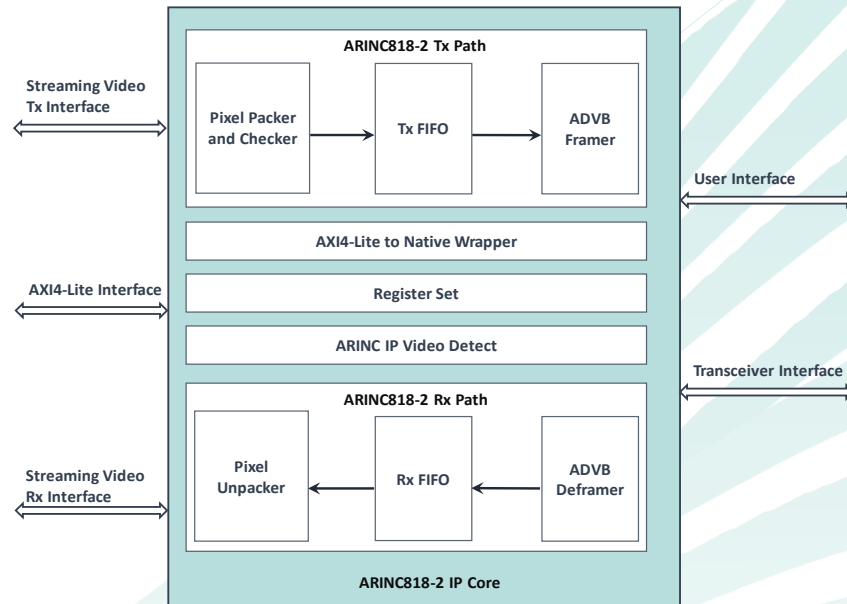 ARINC818-2 Tx Path
Streaming Video
Tx Interface
Pixel Packer
and Checker
Tx FIFO
ADVB
Framer
User Interface
AXI4-Lite to Native Wrapper
AXI4-Lite Interface
Register Set
ARINC IP Video Detect
Transceiver Interface
ARINC818-2 Rx Path
Streaming Video
Rx Interface
Pixel
Unpacker
Rx FIFO
ADVB
Deframer
ARINC818-2 IP Core